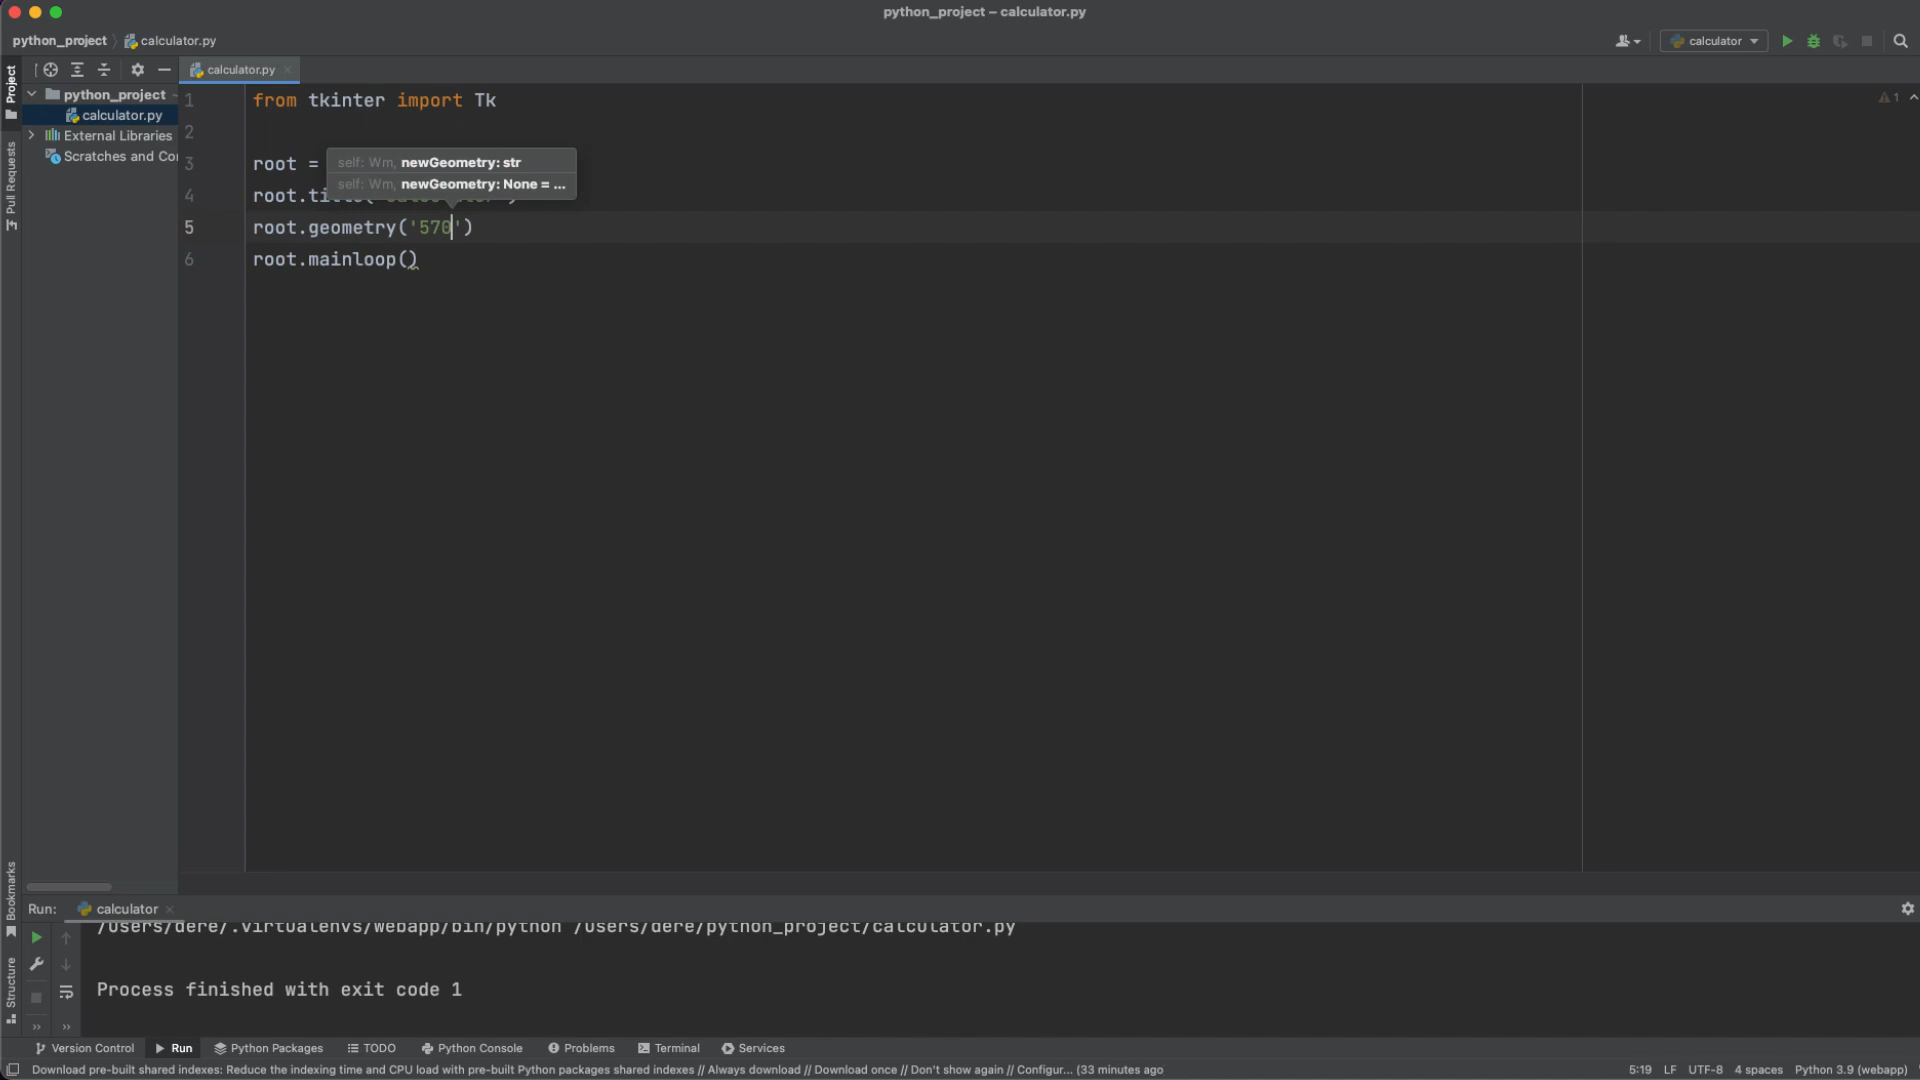 python_project – calculator.py
python_project calculator.py
calculator
Project
calculator.py
python_project
calculator.py
External Libraries
Scratches and Co
Pull Requests
1 from tkinter import Tk
2
3 root =
self: Wm, newGeometry: str
self: Wm, newGeometry: None = ...
4 root.title(
5 root.geometry('570')
6 root.mainloop()
1
Bookmarks
Structure
Run: calculator
/Users/dere/.virtualenvs/webapp/bin/python /Users/dere/python_project/calculator.py
Process finished with exit code 1
Version Control Run Python Packages TODO Python Console Problems Terminal Services
Download pre-built shared indexes: Reduce the indexing time and CPU load with pre-built Python packages shared indexes // Always download // Download once // Don't show again // Configur... (33 minutes ago
5:19 LF UTF-8 4 spaces Python 3.9 (webapp)